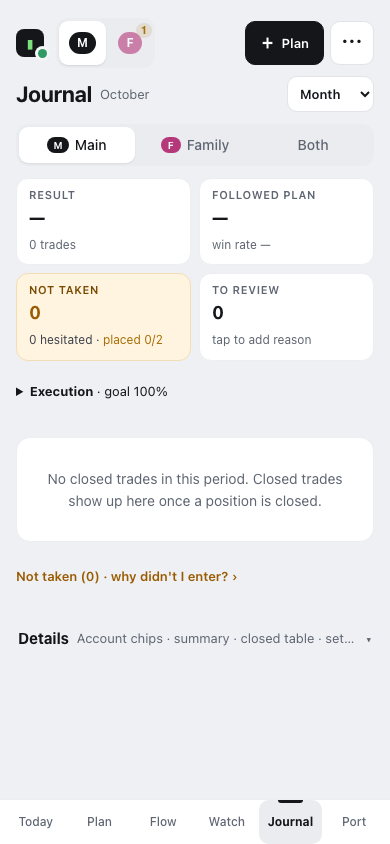 M
F
1
+ Plan
•••
Journal October
Month
M Main
F Family
Both
RESULT
—
0 trades
FOLLOWED PLAN
—
win rate —
NOT TAKEN
0
0 hesitated · placed 0/2
TO REVIEW
0
tap to add reason
▶ Execution · goal 100%
No closed trades in this period. Closed trades
show up here once a position is closed.
Not taken (0) · why didn't I enter? ›
Details Account chips · summary · closed table · set... ▾
Today
Plan
Flow
Watch
Journal
Port